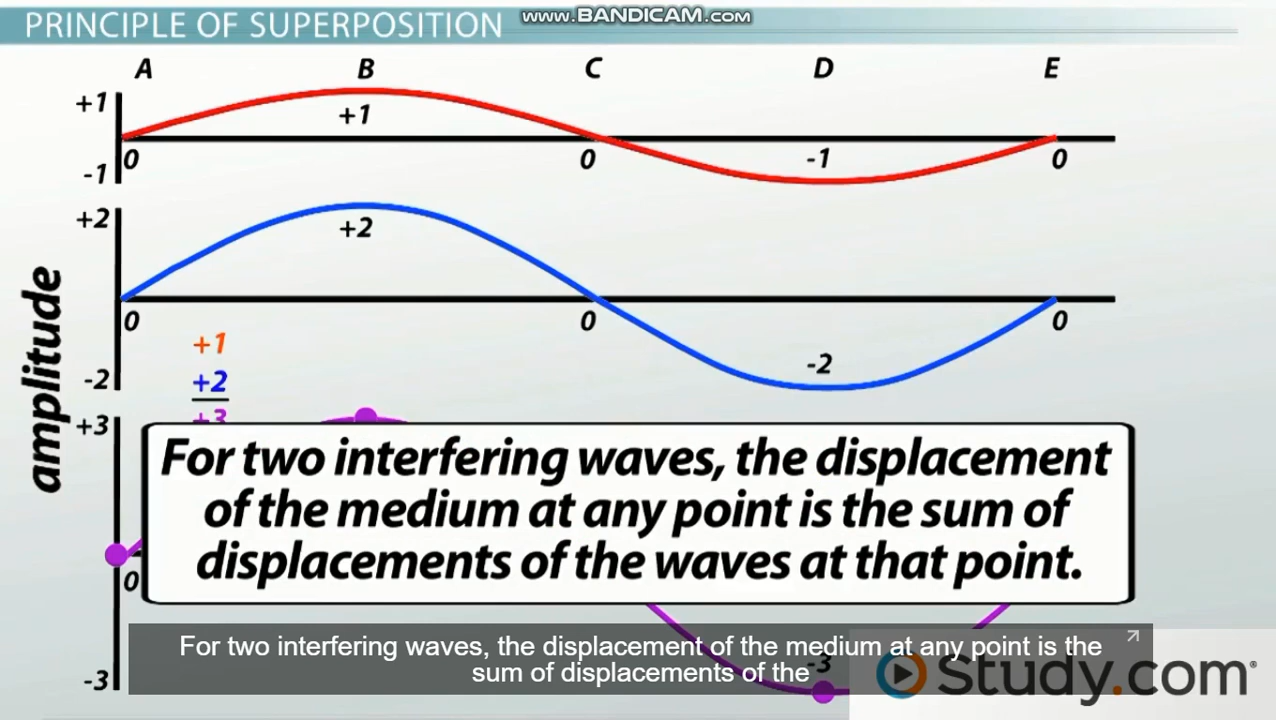 PRINCIPLE OF SUPERPOSITION
www.BANDICAM.com
A B C D E
+1
+1
0 0 -1 0
-1
+2
+2
0 0 0
-2
-2
amplitude
+1
+2
+3
+3
For two interfering waves, the displacement
of the medium at any point is the sum of
displacements of the waves at that point.
0
For two interfering waves, the displacement of the medium at any point is the
sum of displacements of the
-3
-3
Study.com®